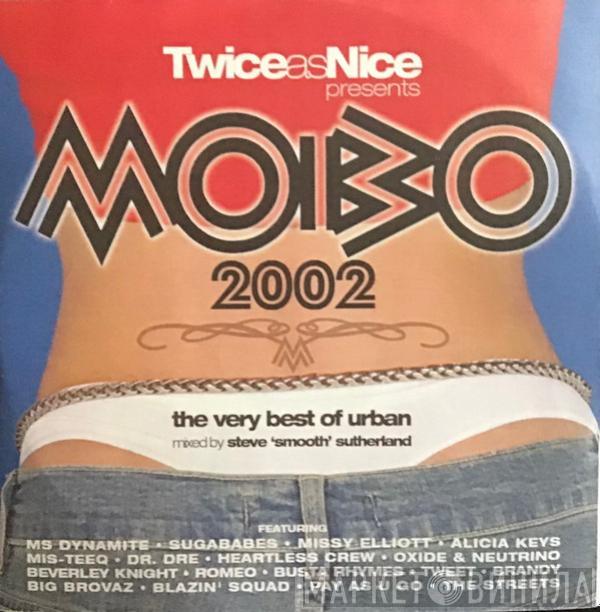 TwiceasNice
presents
MOBO
2002
M
the very best of urban
mixed by steve 'smooth' sutherland
FEATURING
MS DYNAMITE • SUGABABES • MISSY ELLIOTT • ALICIA KEYS
MIS-TEEQ • DR. DRE • HEARTLESS CREW • OXIDE & NEUTRINO
BEVERLEY KNIGHT • ROMEO • BUSTA RHYMES • TWEET • BRANDY
BIG BROVAZ • BLAZIN' SQUAD • PAY AS U GO • THE STREETS
МАРКЕТ ВИНИЛА